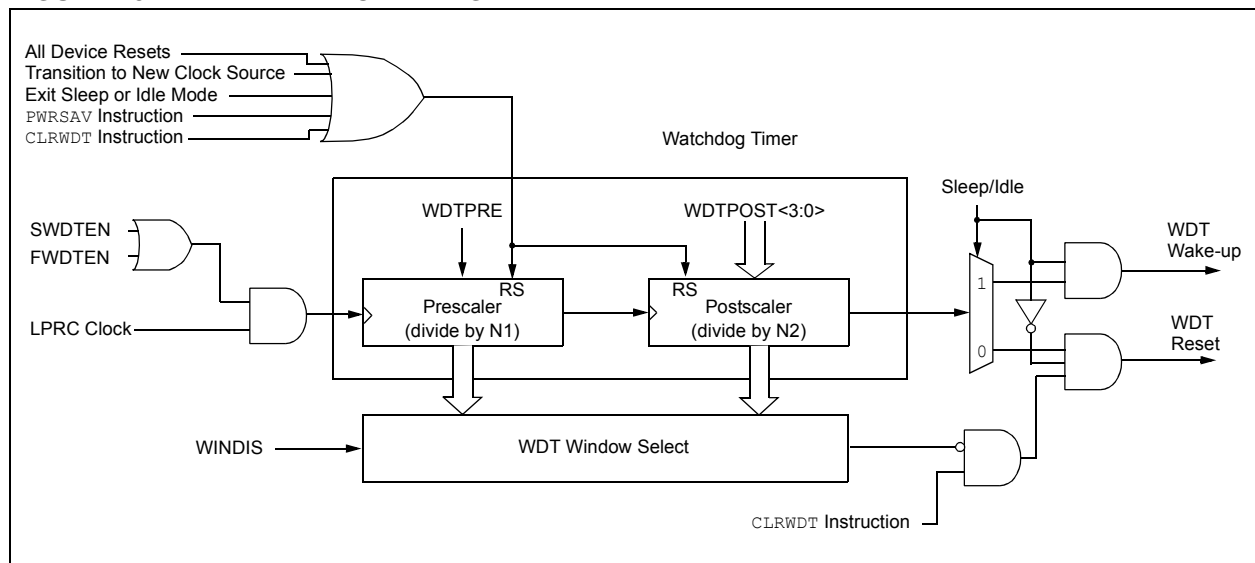 All Device Resets
Transition to New Clock Source
Exit Sleep or Idle Mode
PWRSAV Instruction
CLRWDT Instruction
Watchdog Timer
Sleep/Idle
WDTPRE
WDTPOST<3:0>
SWDTEN
FWDTEN
WDT
Wake-up
RS
RS
1
Prescaler
(divide by N1)
Postscaler
(divide by N2)
LPRC Clock
0
WDT
Reset
WINDIS
WDT Window Select
CLRWDT Instruction